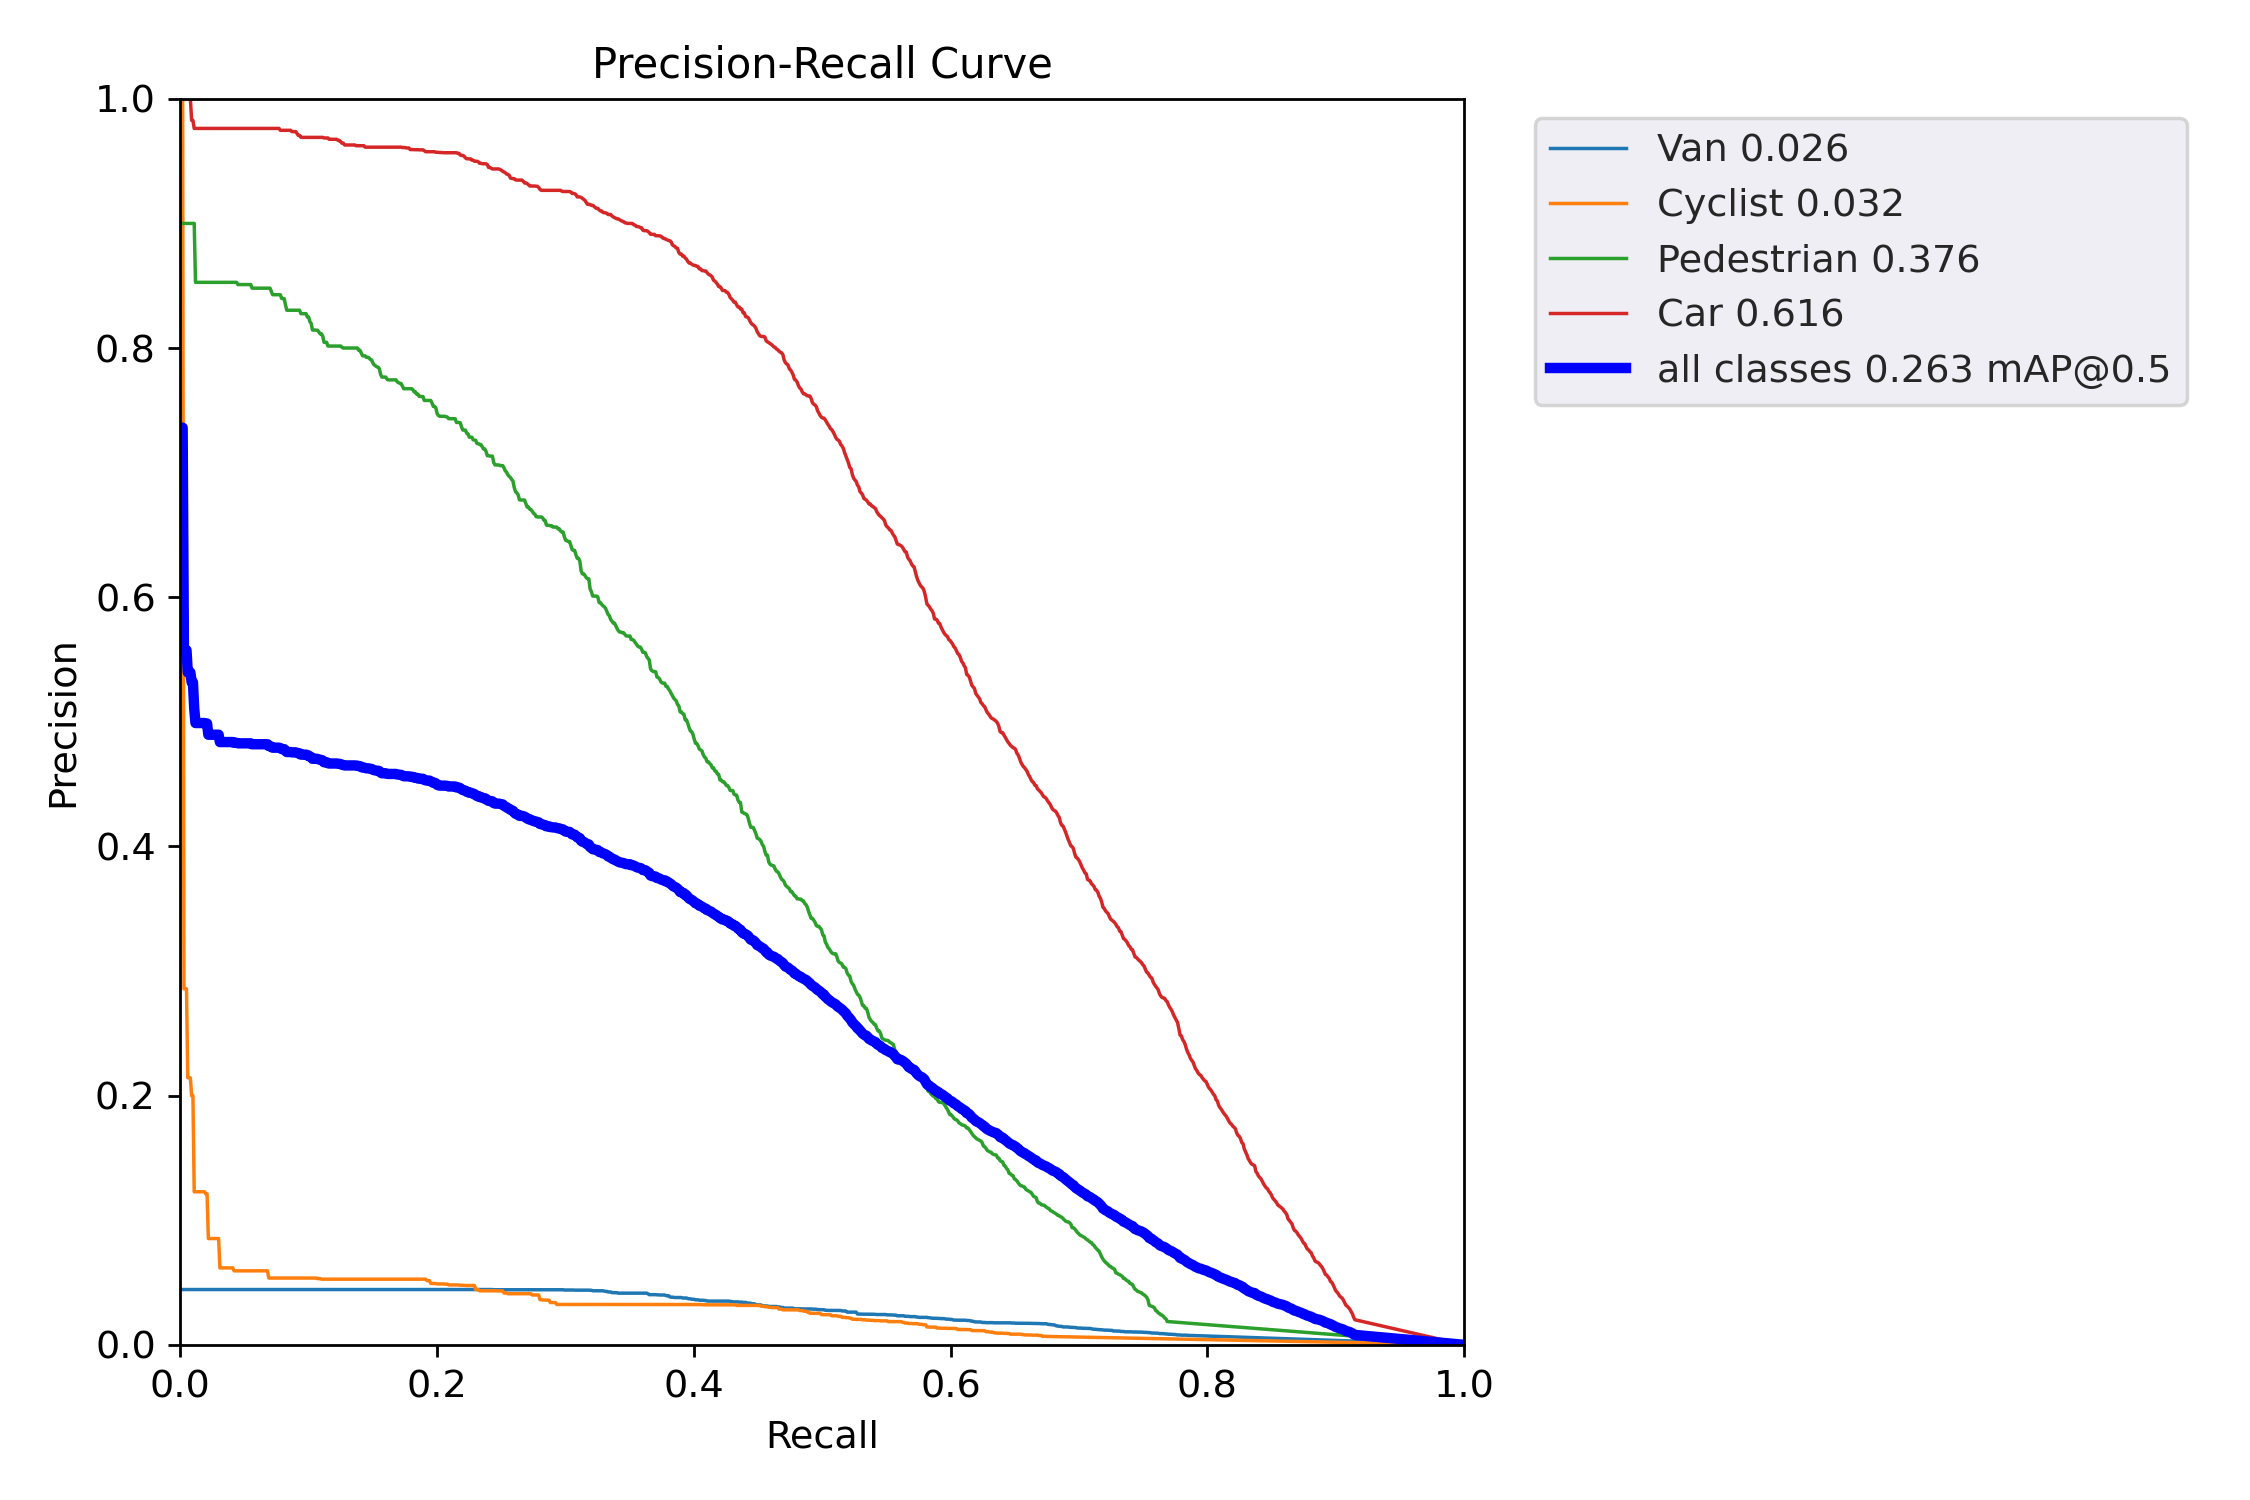 Precision-Recall Curve
1.0
0.8
0.6
0.4
0.2
0.0
Precision
0.0 0.2 0.4 0.6 0.8 1.0
Recall
Van 0.026
Cyclist 0.032
Pedestrian 0.376
Car 0.616
all classes 0.263 mAP@0.5